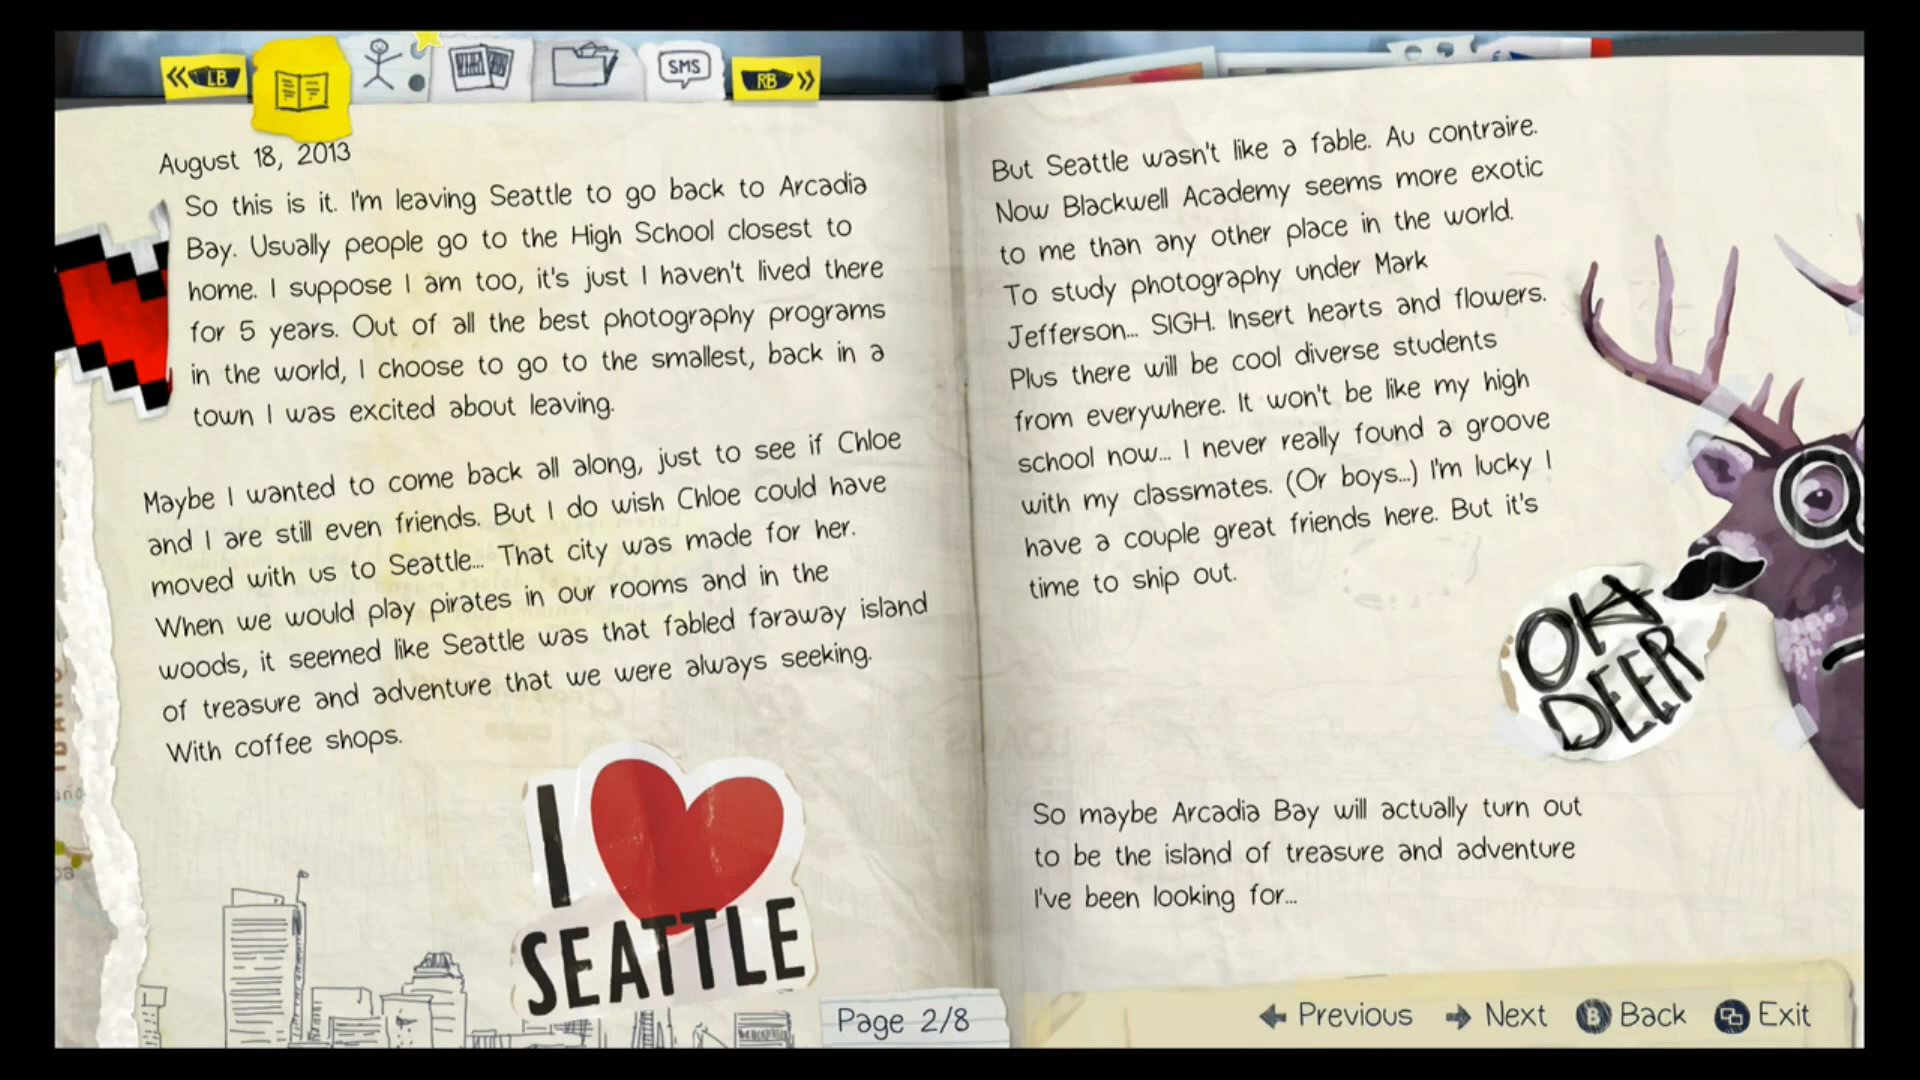 LB
SMS
RB
August 18, 2013
So this is it. I'm leaving Seattle to go back to Arcadia
Bay. Usually people go to the High School closest to
home. I suppose I am too, it's just I haven't lived there
for 5 years. Out of all the best photography programs
in the world, I choose to go to the smallest, back in a
town I was excited about leaving.
Maybe I wanted to come back all along, just to see if Chloe
and I are still even friends. But I do wish Chloe could have
moved with us to Seattle... That city was made for her.
When we would play pirates in our rooms and in the
woods, it seemed like Seattle was that fabled faraway island
of treasure and adventure that we were always seeking.
With coffee shops.
I
SEATTLE
Page 2/8
But Seattle wasn't like a fable. Au contraire.
Now Blackwell Academy seems more exotic
to me than any other place in the world.
To study photography under Mark
Jefferson... SIGH. Insert hearts and flowers.
Plus there will be cool diverse students
from everywhere. It won't be like my high
school now... I never really found a groove
with my classmates. (Or boys...) I'm lucky I
have a couple great friends here. But it's
time to ship out.
OH
DEER
So maybe Arcadia Bay will actually turn out
to be the island of treasure and adventure
I've been looking for...
Previous
Next
B Back
Exit